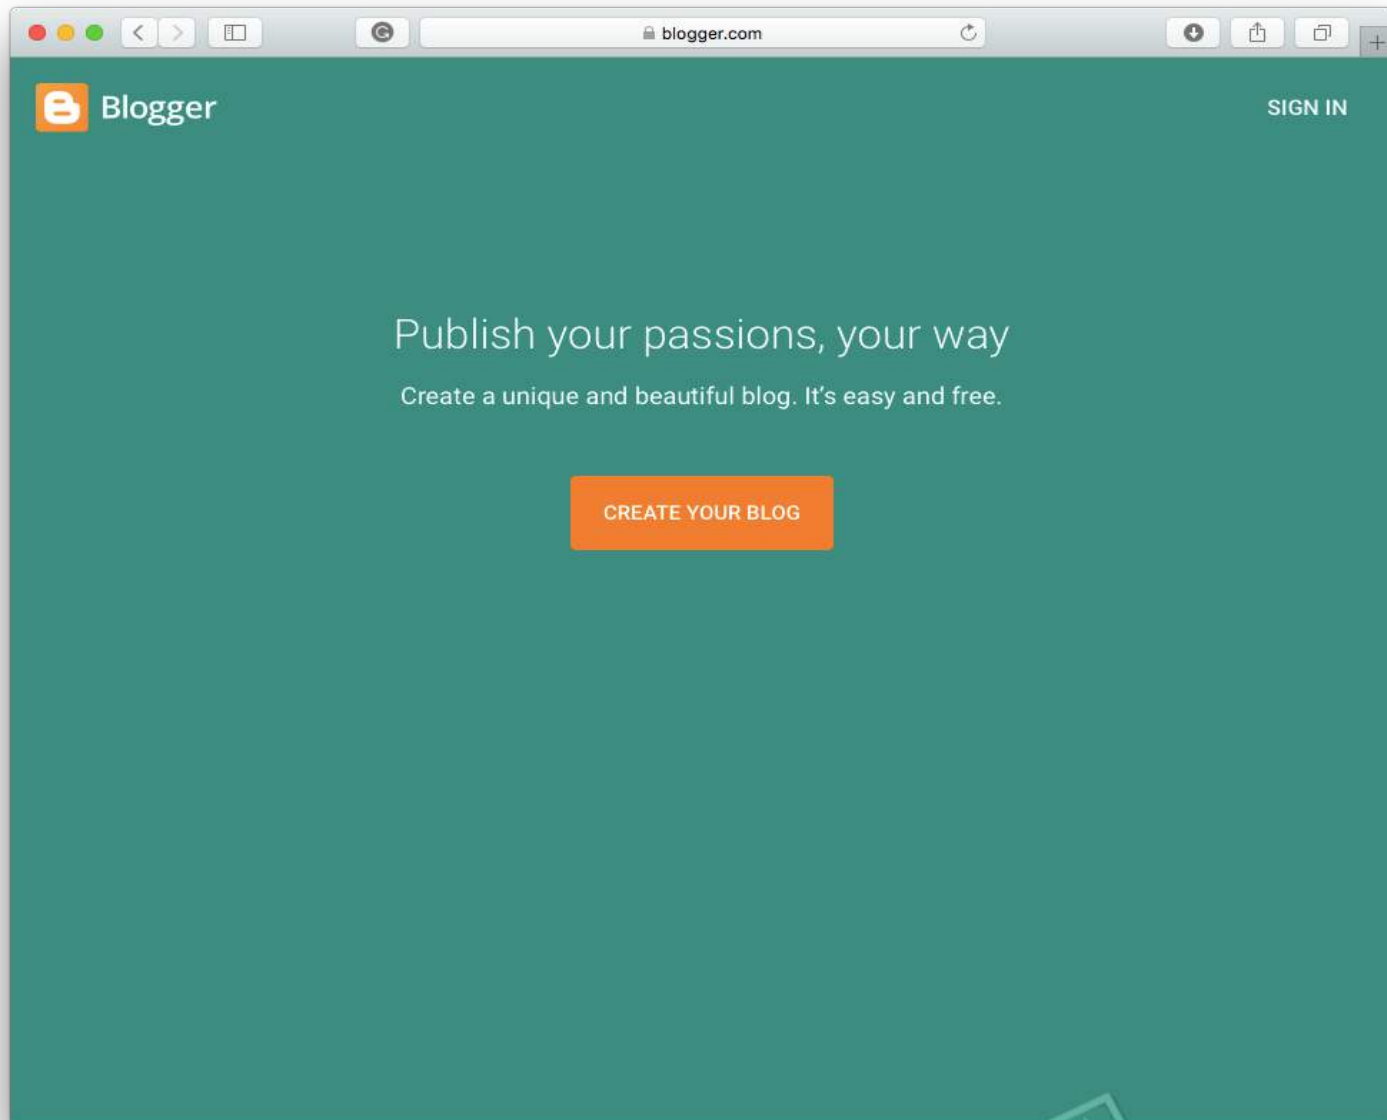 blogger.com
Blogger
SIGN IN
Publish your passions, your way
Create a unique and beautiful blog. It's easy and free.
CREATE YOUR BLOG